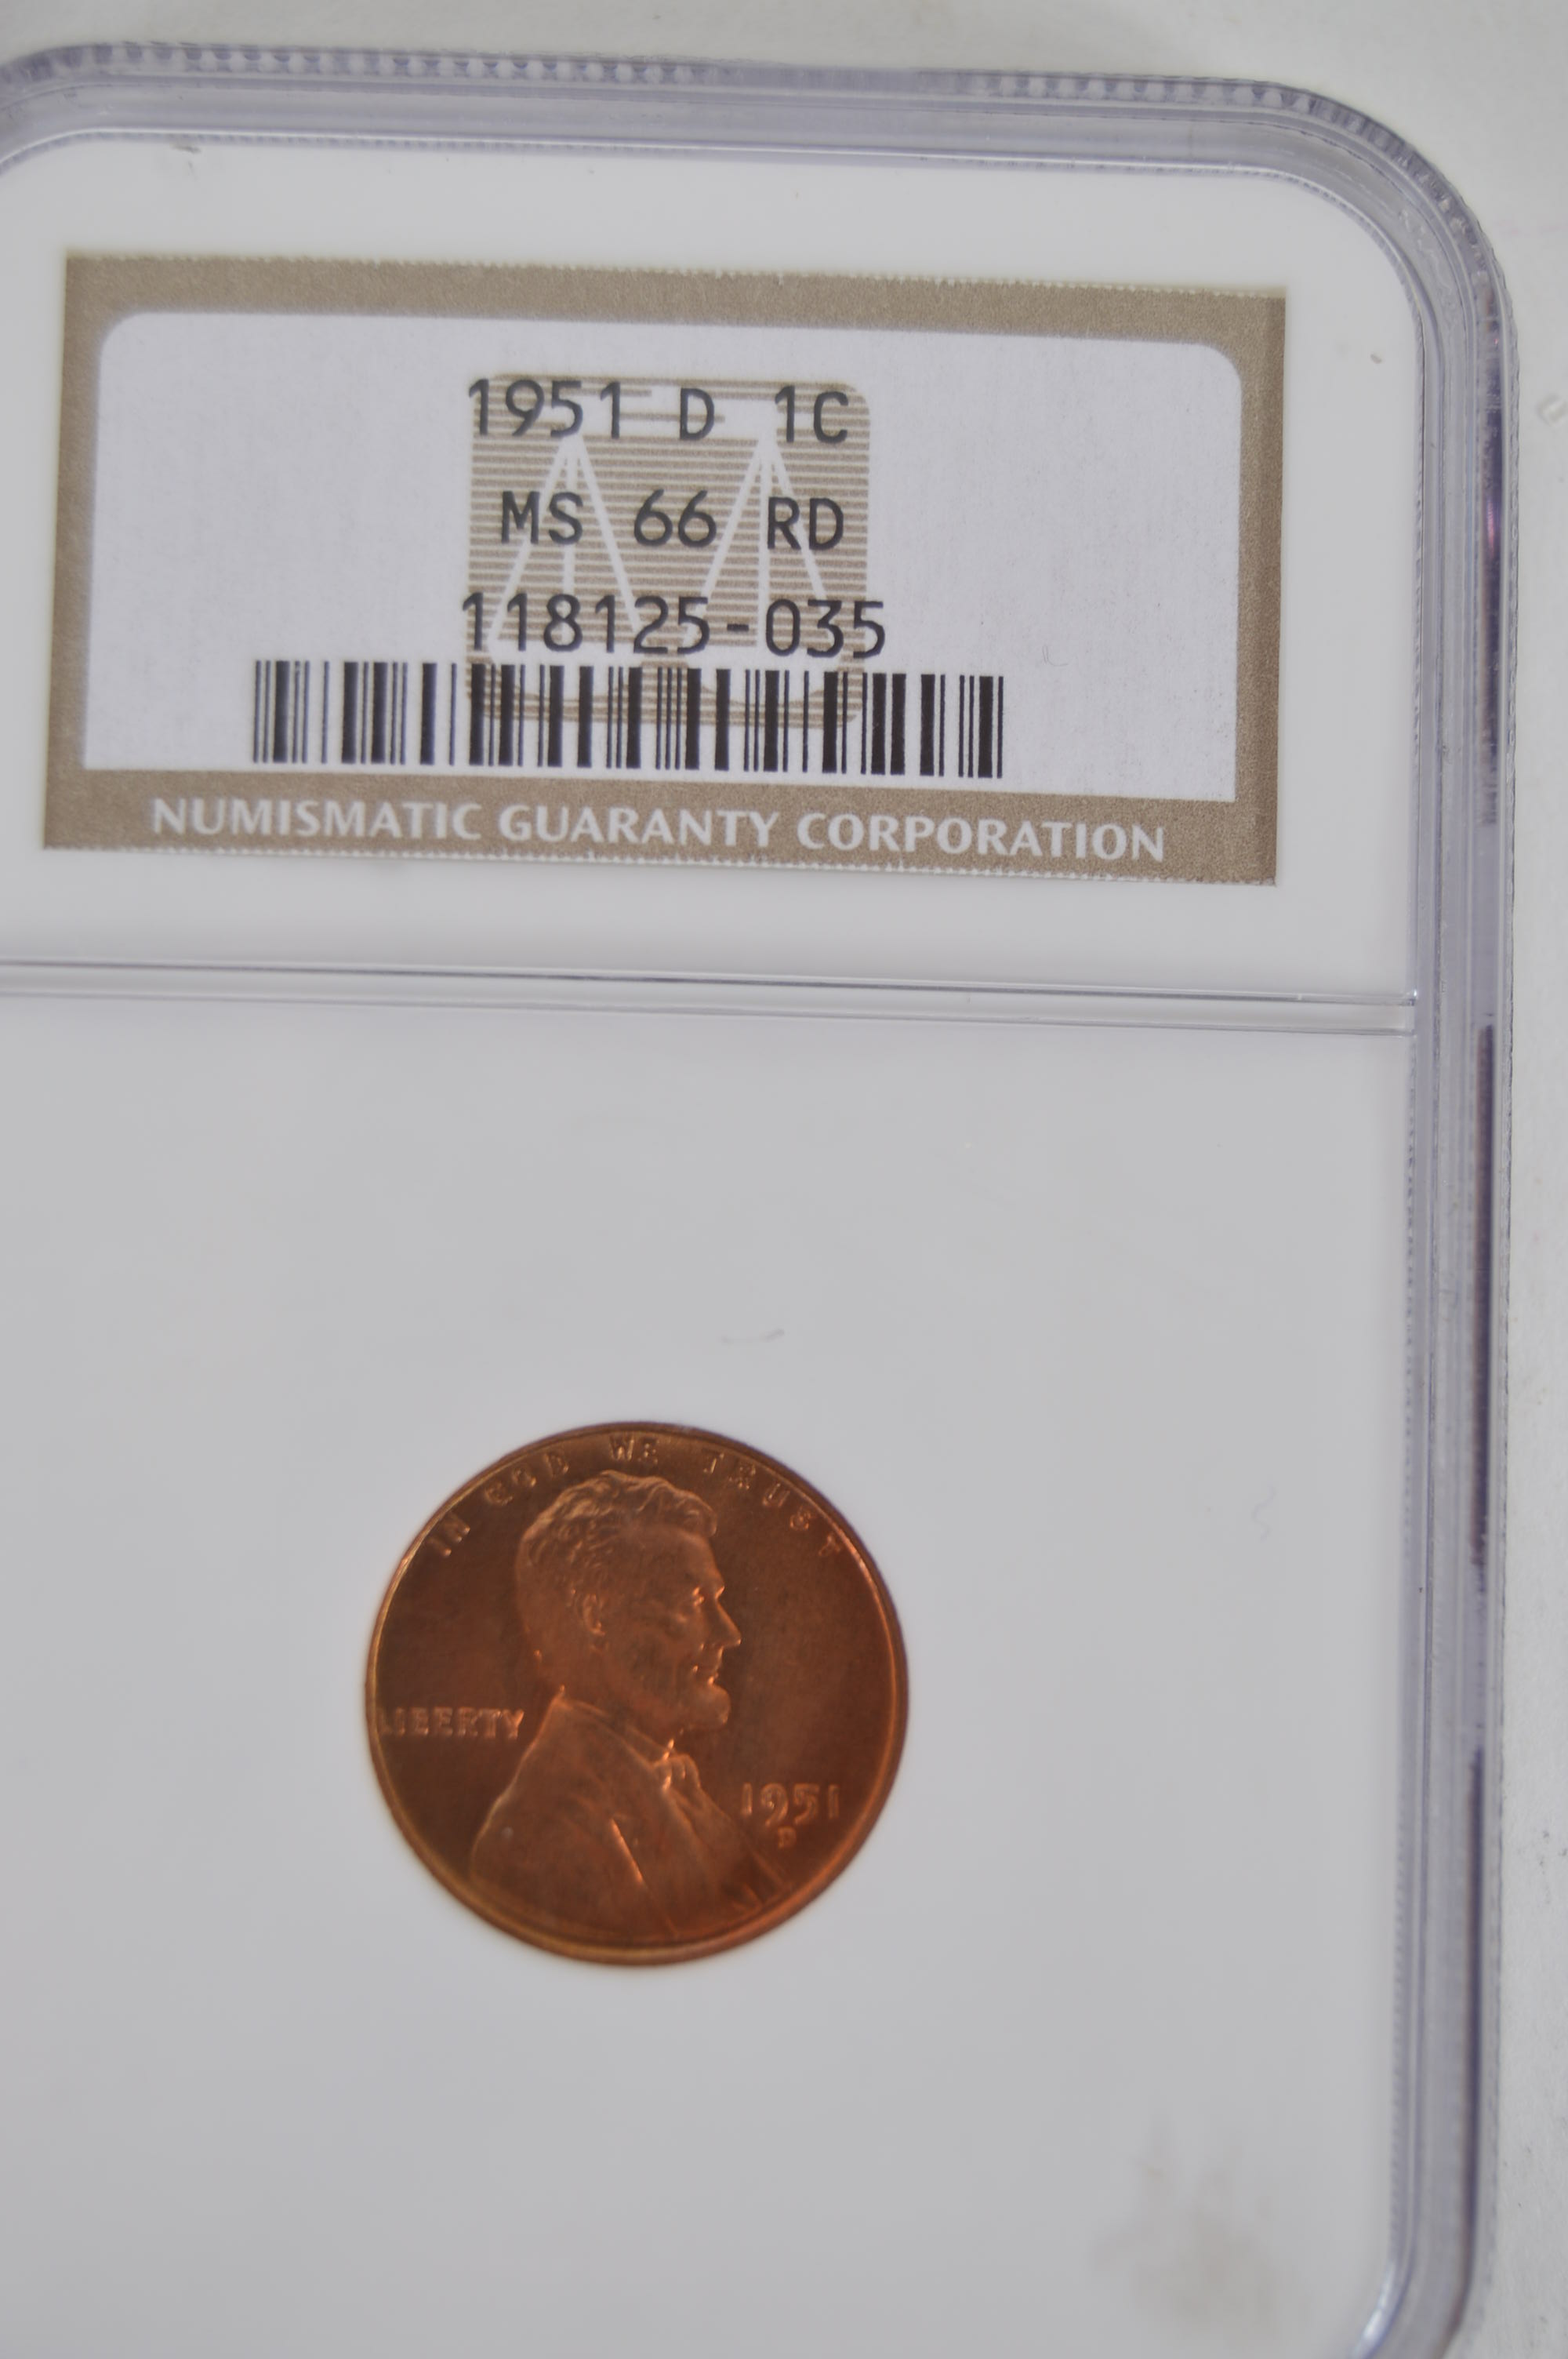 1951 D 1C
MS 66 RD
118125-035
NUMISMATIC GUARANTY CORPORATION
IN GOD WE TRUST
LIBERTY
1951
D